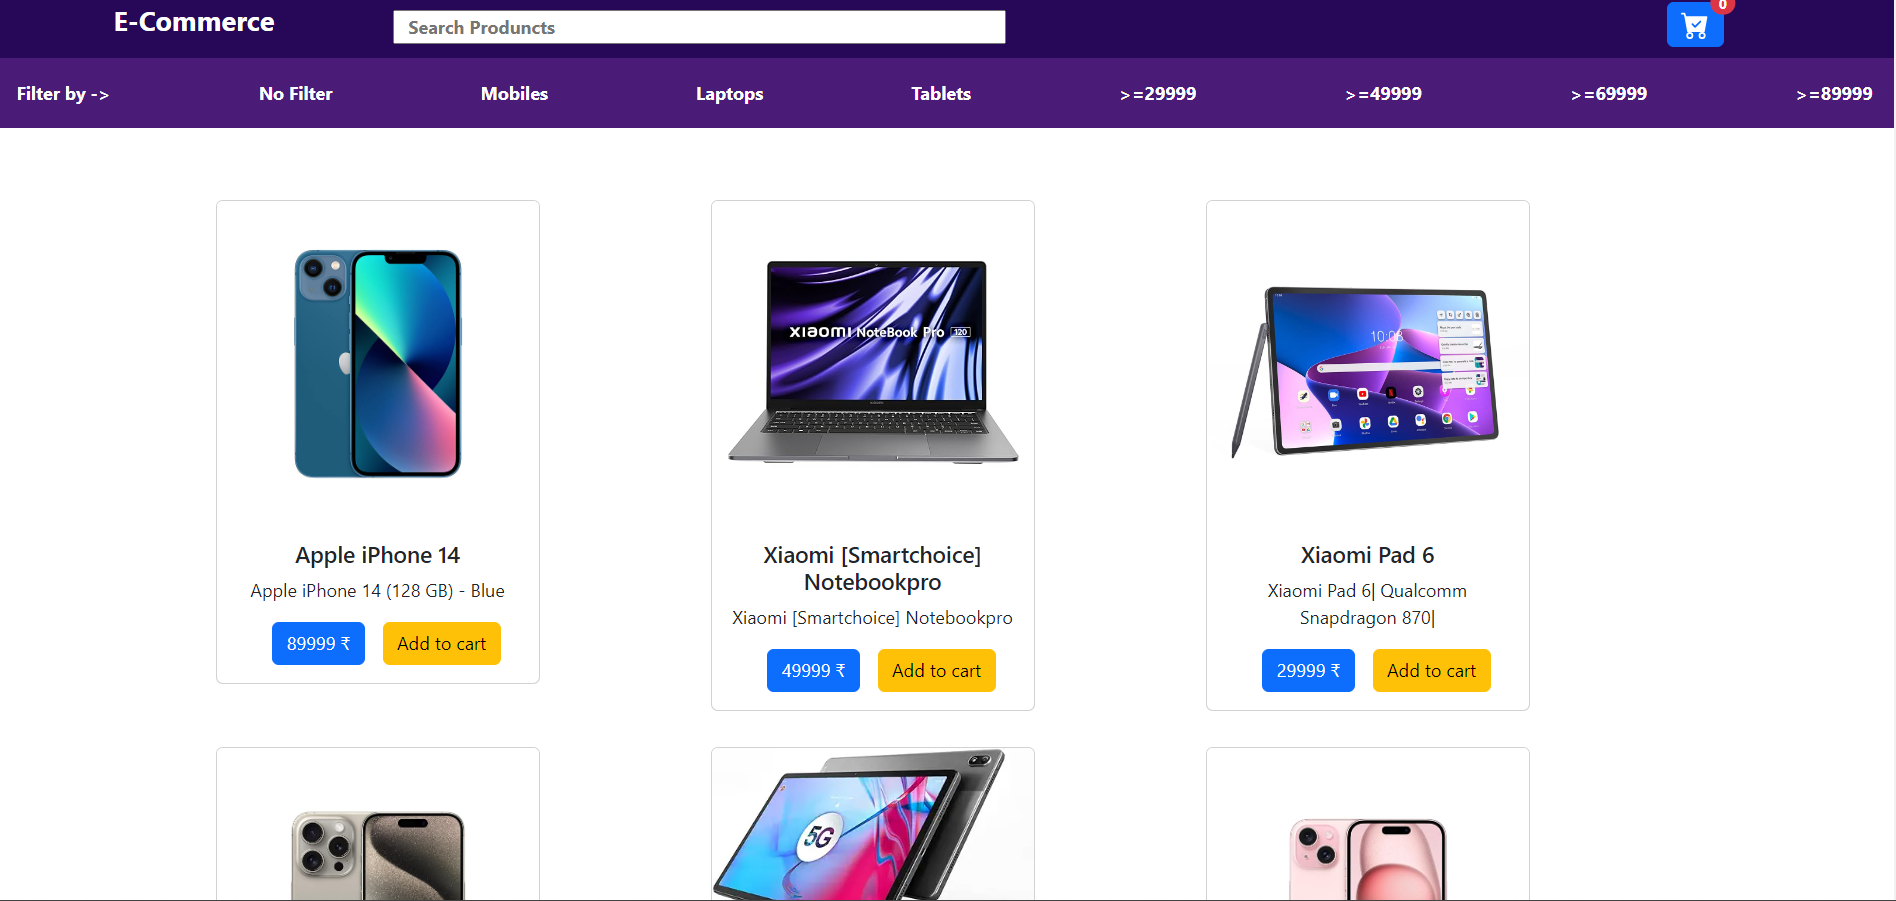 E-Commerce
Search Producncts
0
Filter by -> No Filter Mobiles Laptops Tablets >=29999 >=49999 >=69999 >=89999
XIAOMI NoteBook Pro 120
10:08
Apple iPhone 14
Apple iPhone 14 (128 GB) - Blue
89999 ₹ Add to cart
Xiaomi [Smartchoice]
Notebookpro
Xiaomi [Smartchoice] Notebookpro
49999 ₹ Add to cart
Xiaomi Pad 6
Xiaomi Pad 6| Qualcomm
Snapdragon 870|
29999 ₹ Add to cart
5G